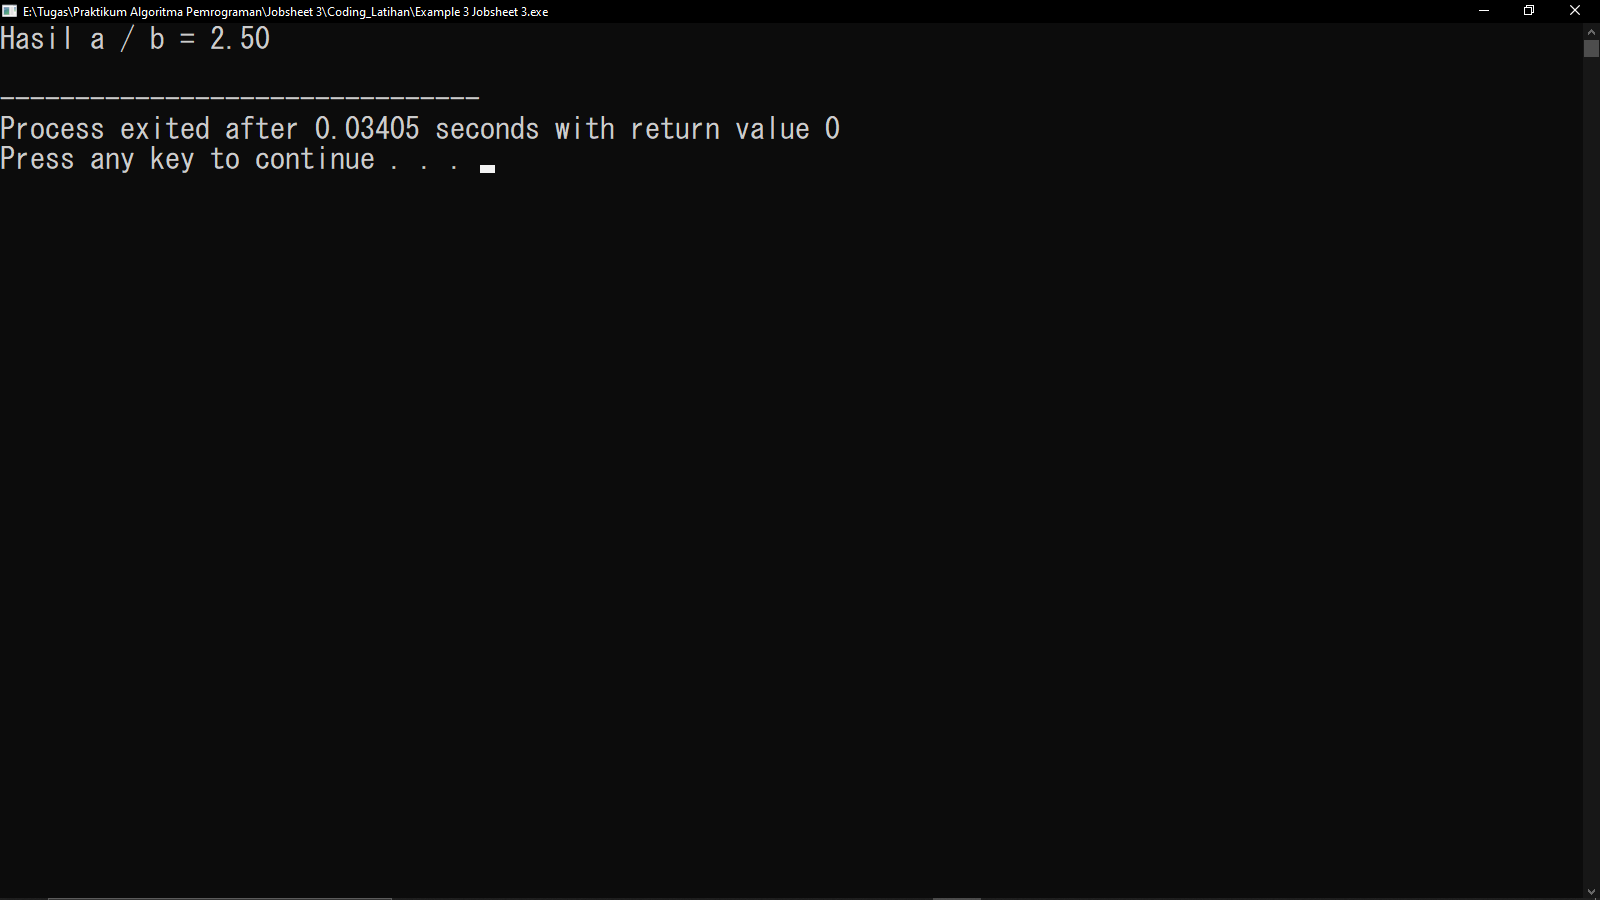 E:\Tugas\Praktikum Algoritma Pemrograman\Jobsheet 3\Coding_Latihan\Example 3 Jobsheet 3.exe
Hasil a / b = 2.50
--------------------------------
Process exited after 0.03405 seconds with return value 0
Press any key to continue . . .